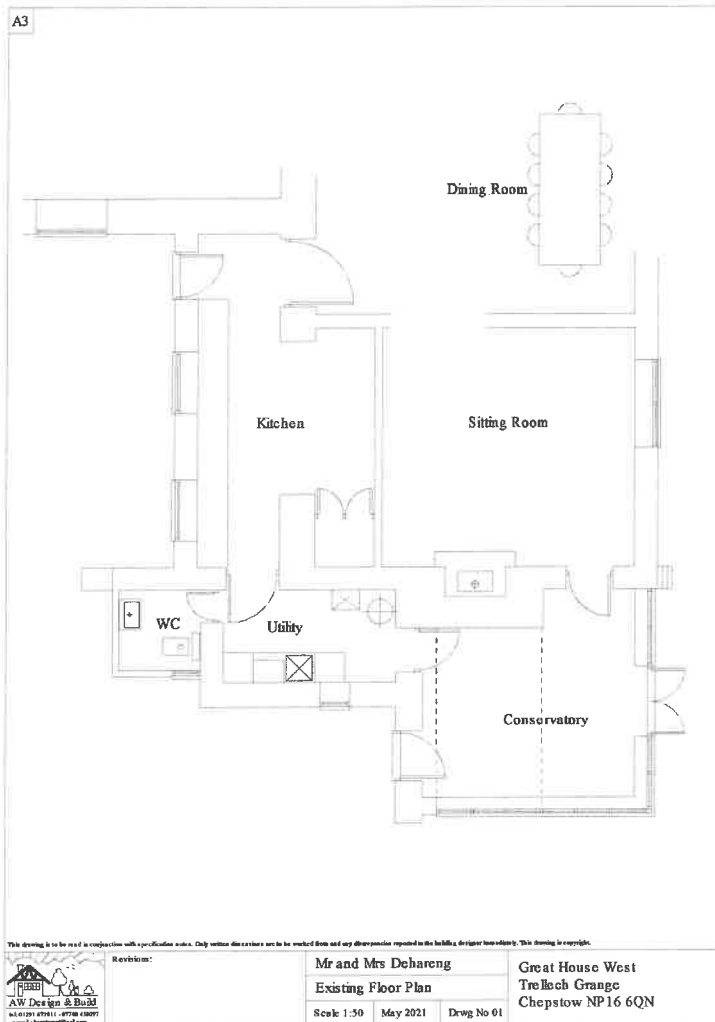 A3
Dining Room
Kitchen
Sitting Room
WC
Utility
Conservatory
This drawing is to be read in conjunction with specification notes. Only written dimensions are to be worked from and any discrepancies reported to the building designer immediately. This drawing is copyright.
AW Design & Build
Revisions:
Mr and Mrs Dehareng
Existing Floor Plan
Scale 1:50 May 2021 Drwg No 01
Great House West
Trellech Grange
Chepstow NP16 6QN